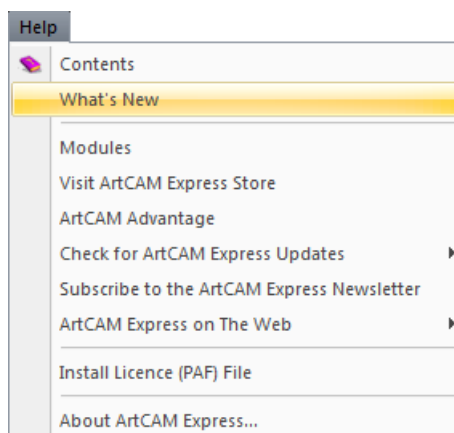 Help
Contents
What's New
Modules
Visit ArtCAM Express Store
ArtCAM Advantage
Check for ArtCAM Express Updates
Subscribe to the ArtCAM Express Newsletter
ArtCAM Express on The Web
Install Licence (PAF) File
About ArtCAM Express...